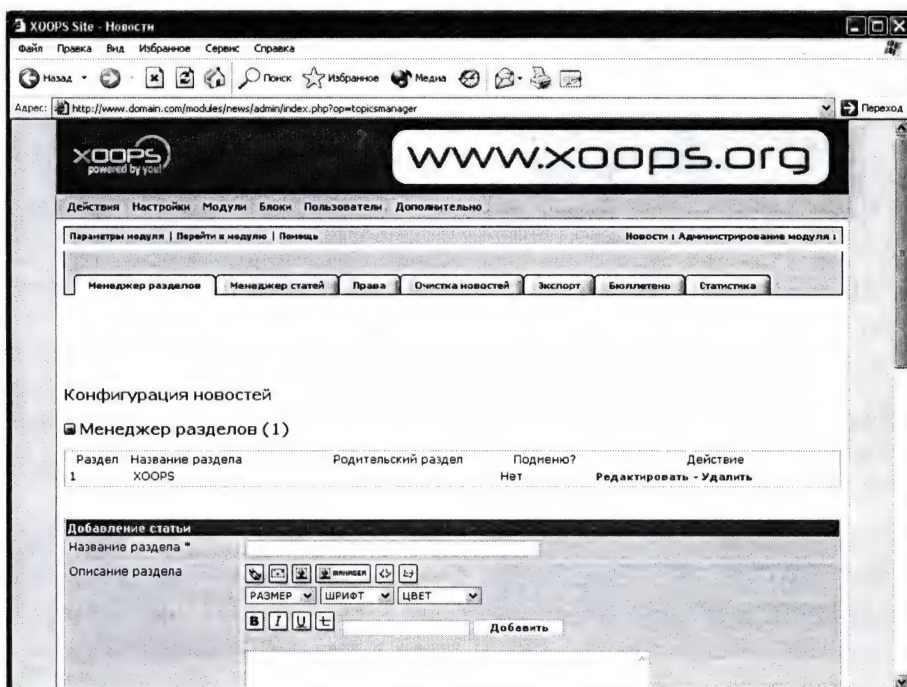 XOOPS Site - Новости
Файл Правка Вид Избранное Сервис Справка
Назад Поиск Избранное Медиа
Адрес: http://www.domain.com/modules/news/admin/index.php?op=topicsmanager Переход
XOOPS
powered by you!
www.xoops.org
Действия Настройки Модули Блоки Пользователи Дополнительно
Параметры модуля | Перейти к модулю | Помощь Новости : Администрирование модуля :
Менеджер разделов Менеджер статей Права Очистка новостей Экспорт Бюллетень Статистика
Конфигурация новостей
Менеджер разделов (1)
Раздел Название раздела Родительский раздел Подменю? Действие
1 XOOPS Нет Редактировать - Удалить
Добавление статьи
Название раздела *
Описание раздела
MANAGER
РАЗМЕР ШРИФТ ЦВЕТ
B I U t
Добавить